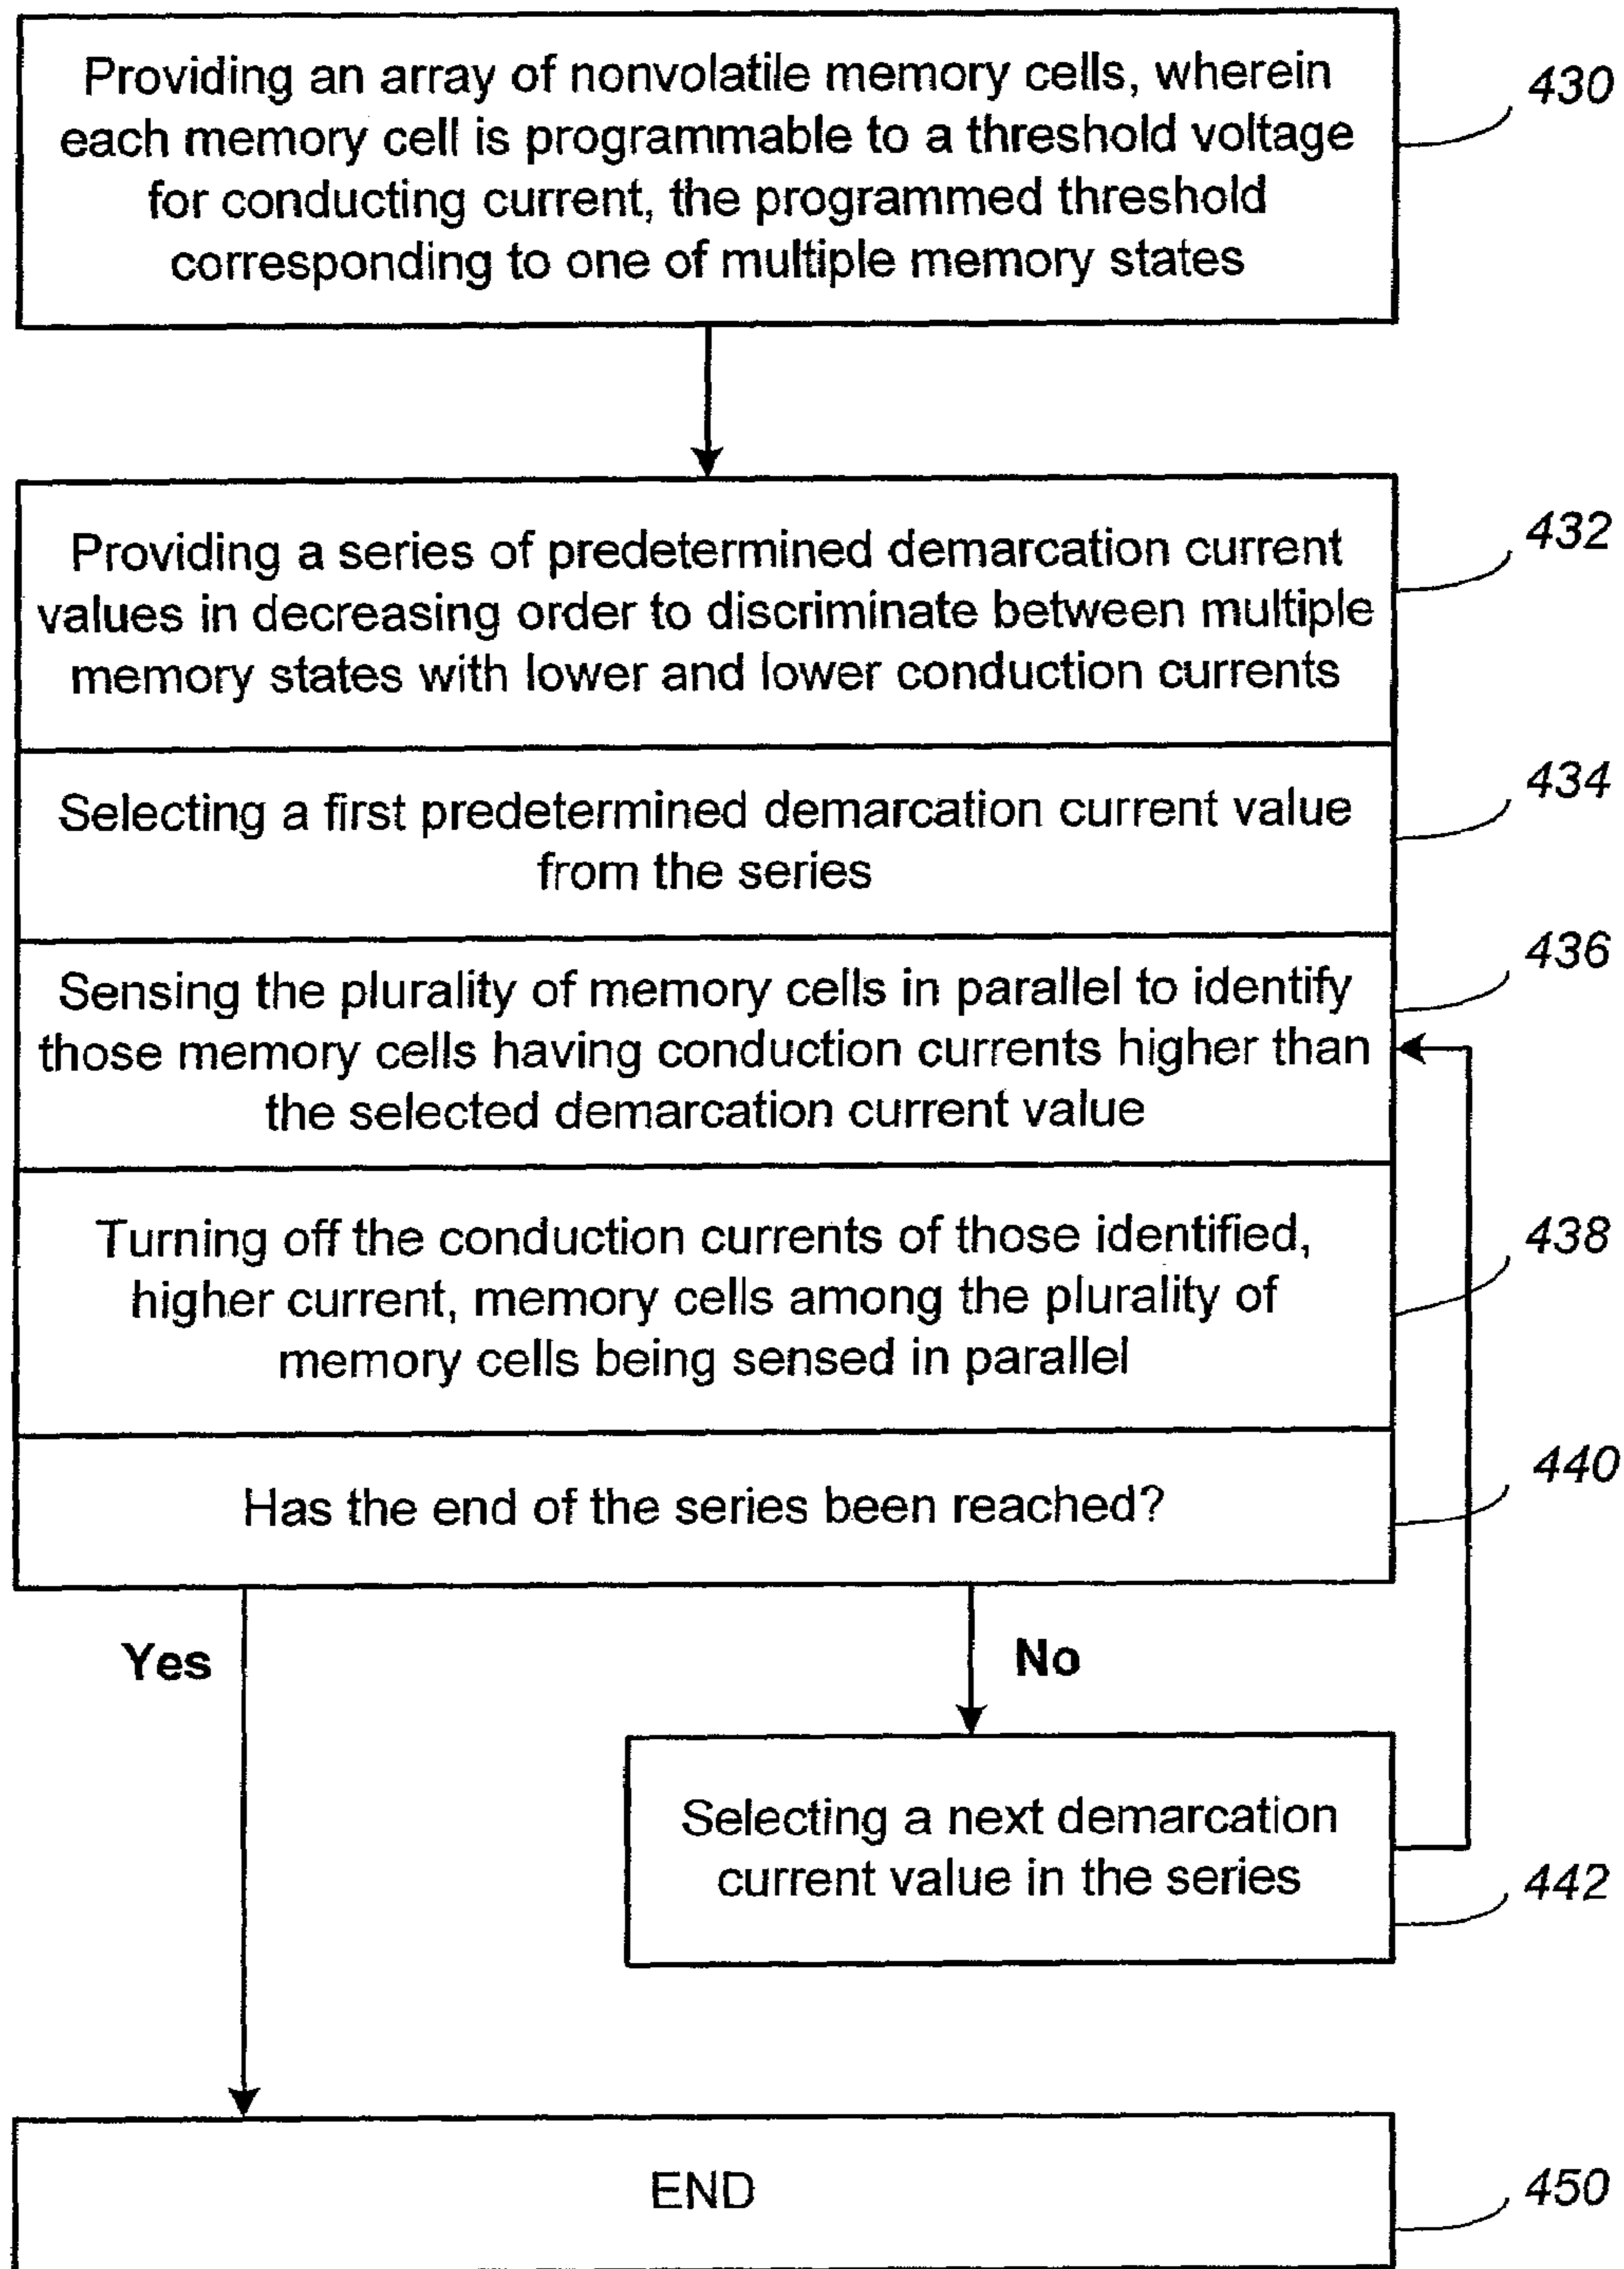 Providing an array of nonvolatile memory cells, wherein
each memory cell is programmable to a threshold voltage
for conducting current, the programmed threshold
corresponding to one of multiple memory states
430
Providing a series of predetermined demarcation current
values in decreasing order to discriminate between multiple
memory states with lower and lower conduction currents
432
Selecting a first predetermined demarcation current value
from the series
434
Sensing the plurality of memory cells in parallel to identify
those memory cells having conduction currents higher than
the selected demarcation current value
436
Turning off the conduction currents of those identified,
higher current, memory cells among the plurality of
memory cells being sensed in parallel
438
Has the end of the series been reached?
440
Yes
No
Selecting a next demarcation
current value in the series
442
END
450